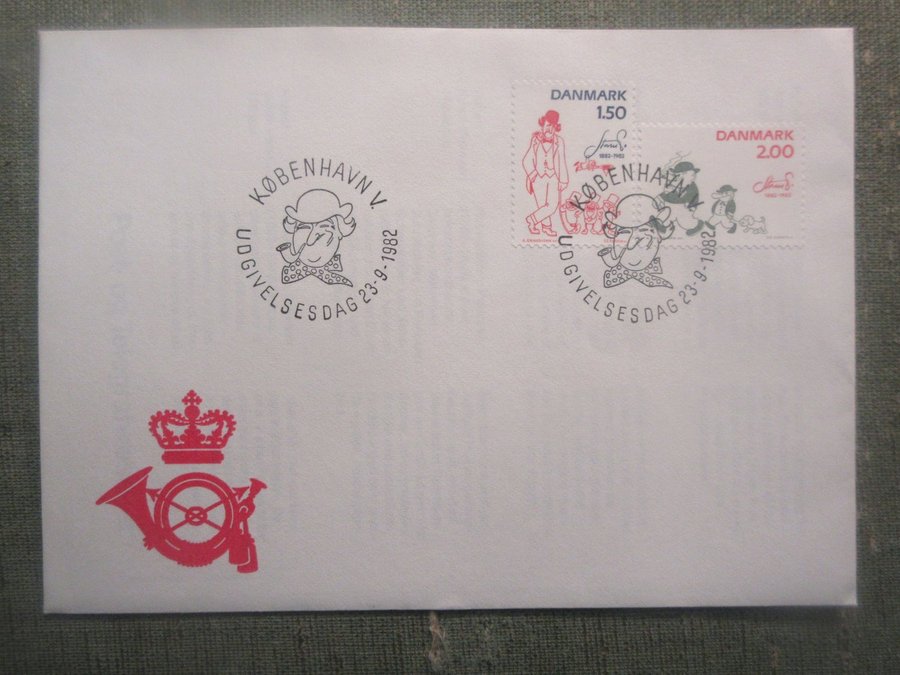 KØBENHAVN V.
UDGIVELSESDAG 23-9-1982
DANMARK
1.50
1882-1982
DANMARK
2.00
1882-1982
KØBENHAVN V.
UDGIVELSESDAG 23-9-1982